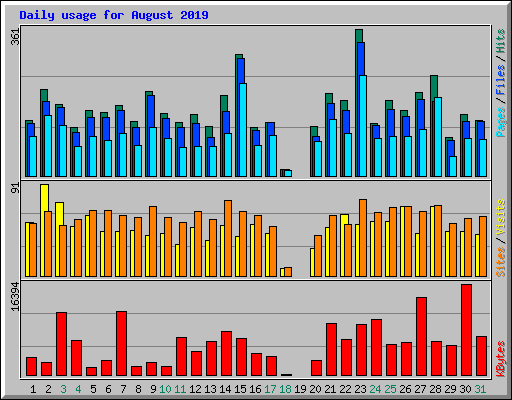 Daily usage for August 2019
361
Pages / Files / Hits
91
Sites / Visits
16394
KBytes
1 2 3 4 5 6 7 8 9 10 11 12 13 14 15 16 17 18 19 20 21 22 23 24 25 26 27 28 29 30 31